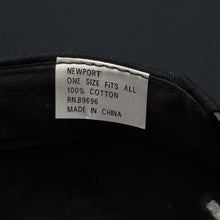 NEWPORT
ONE SIZE FITS ALL
100% COTTON
RN.89696
MADE IN CHINA